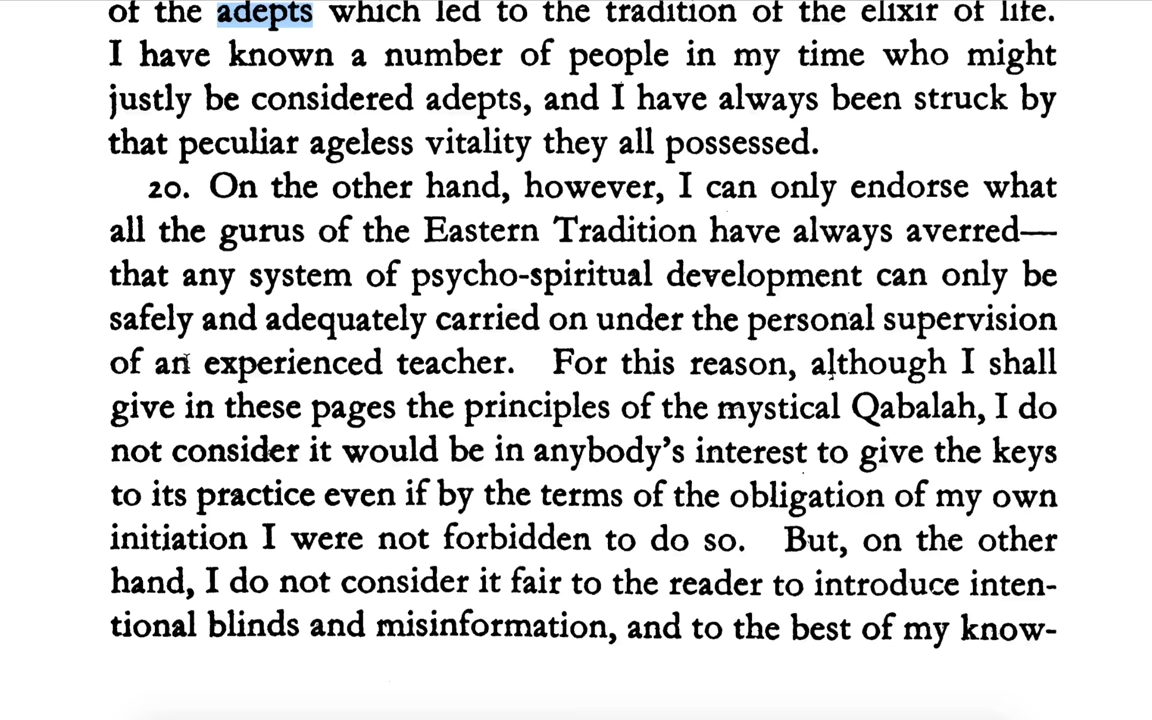 of the adepts which led to the tradition of the elixir of life.
I have known a number of people in my time who might
justly be considered adepts, and I have always been struck by
that peculiar ageless vitality they all possessed.
20. On the other hand, however, I can only endorse what
all the gurus of the Eastern Tradition have always averred—
that any system of psycho-spiritual development can only be
safely and adequately carried on under the personal supervision
of an experienced teacher. For this reason, although I shall
give in these pages the principles of the mystical Qabalah, I do
not consider it would be in anybody's interest to give the keys
to its practice even if by the terms of the obligation of my own
initiation I were not forbidden to do so. But, on the other
hand, I do not consider it fair to the reader to introduce inten-
tional blinds and misinformation, and to the best of my know-